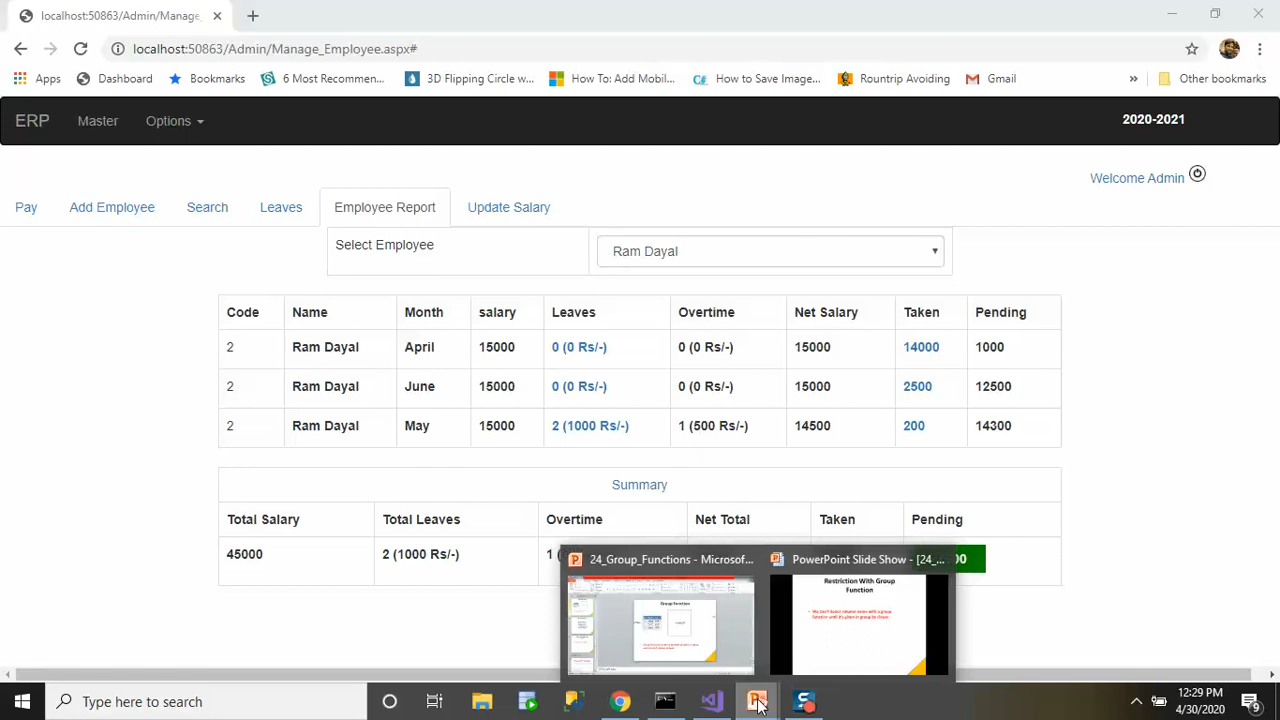 localhost:50863/Admin/Manage_
localhost:50863/Admin/Manage_Employee.aspx#
Apps Dashboard Bookmarks 6 Most Recommen... 3D Flipping Circle w... How To: Add Mobil... C# How to Save Image... Rountrip Avoiding Gmail » Other bookmarks
ERP Master Options 2020-2021
Welcome Admin
Pay Add Employee Search Leaves Employee Report Update Salary
Select Employee Ram Dayal
Code Name Month salary Leaves Overtime Net Salary Taken Pending
2 Ram Dayal April 15000 0 (0 Rs/-) 0 (0 Rs/-) 15000 14000 1000
2 Ram Dayal June 15000 0 (0 Rs/-) 0 (0 Rs/-) 15000 2500 12500
2 Ram Dayal May 15000 2 (1000 Rs/-) 1 (500 Rs/-) 14500 200 14300
Summary
Total Salary Total Leaves Overtime Net Total Taken Pending
45000 2 (1000 Rs/-) 1 (
24_Group_Functions - Microsof... PowerPoint Slide Show - [24_... 00
Group Function
Restriction With Group
Function
Type here to search
12:29 PM
4/30/2020
9